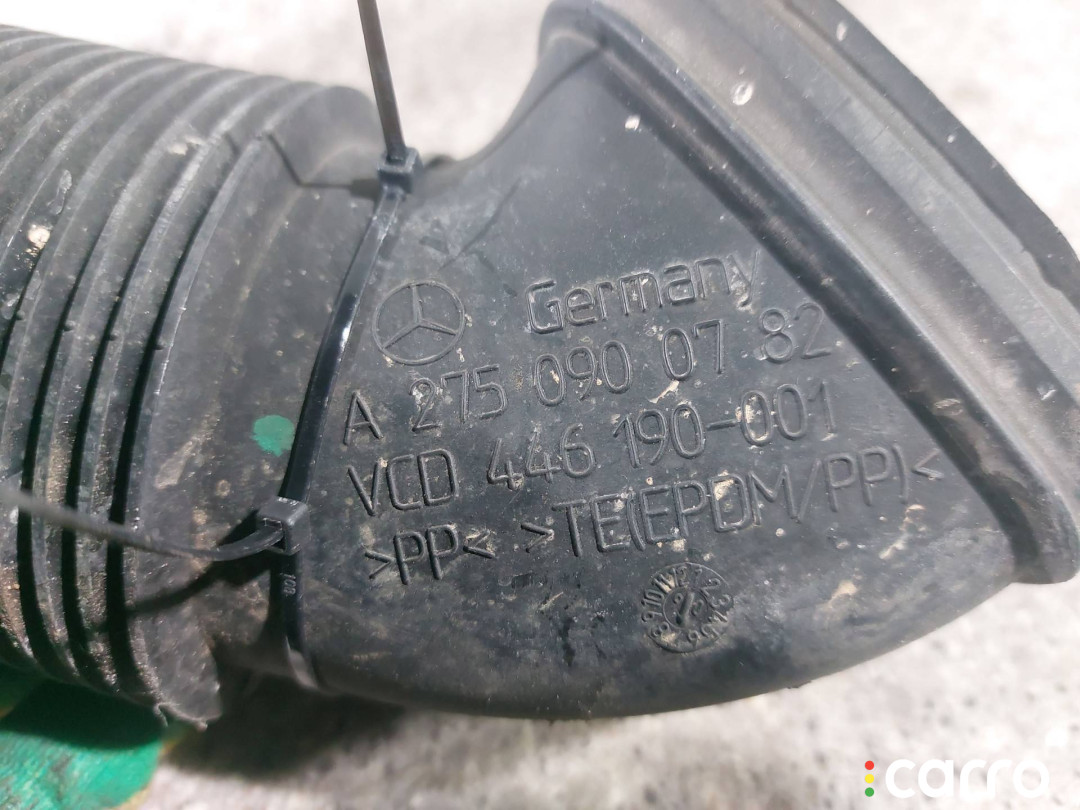 Germany
A 275 090 07 82
VCD 446 190-001
>PP< >TE(EPDM/PP)<
carro